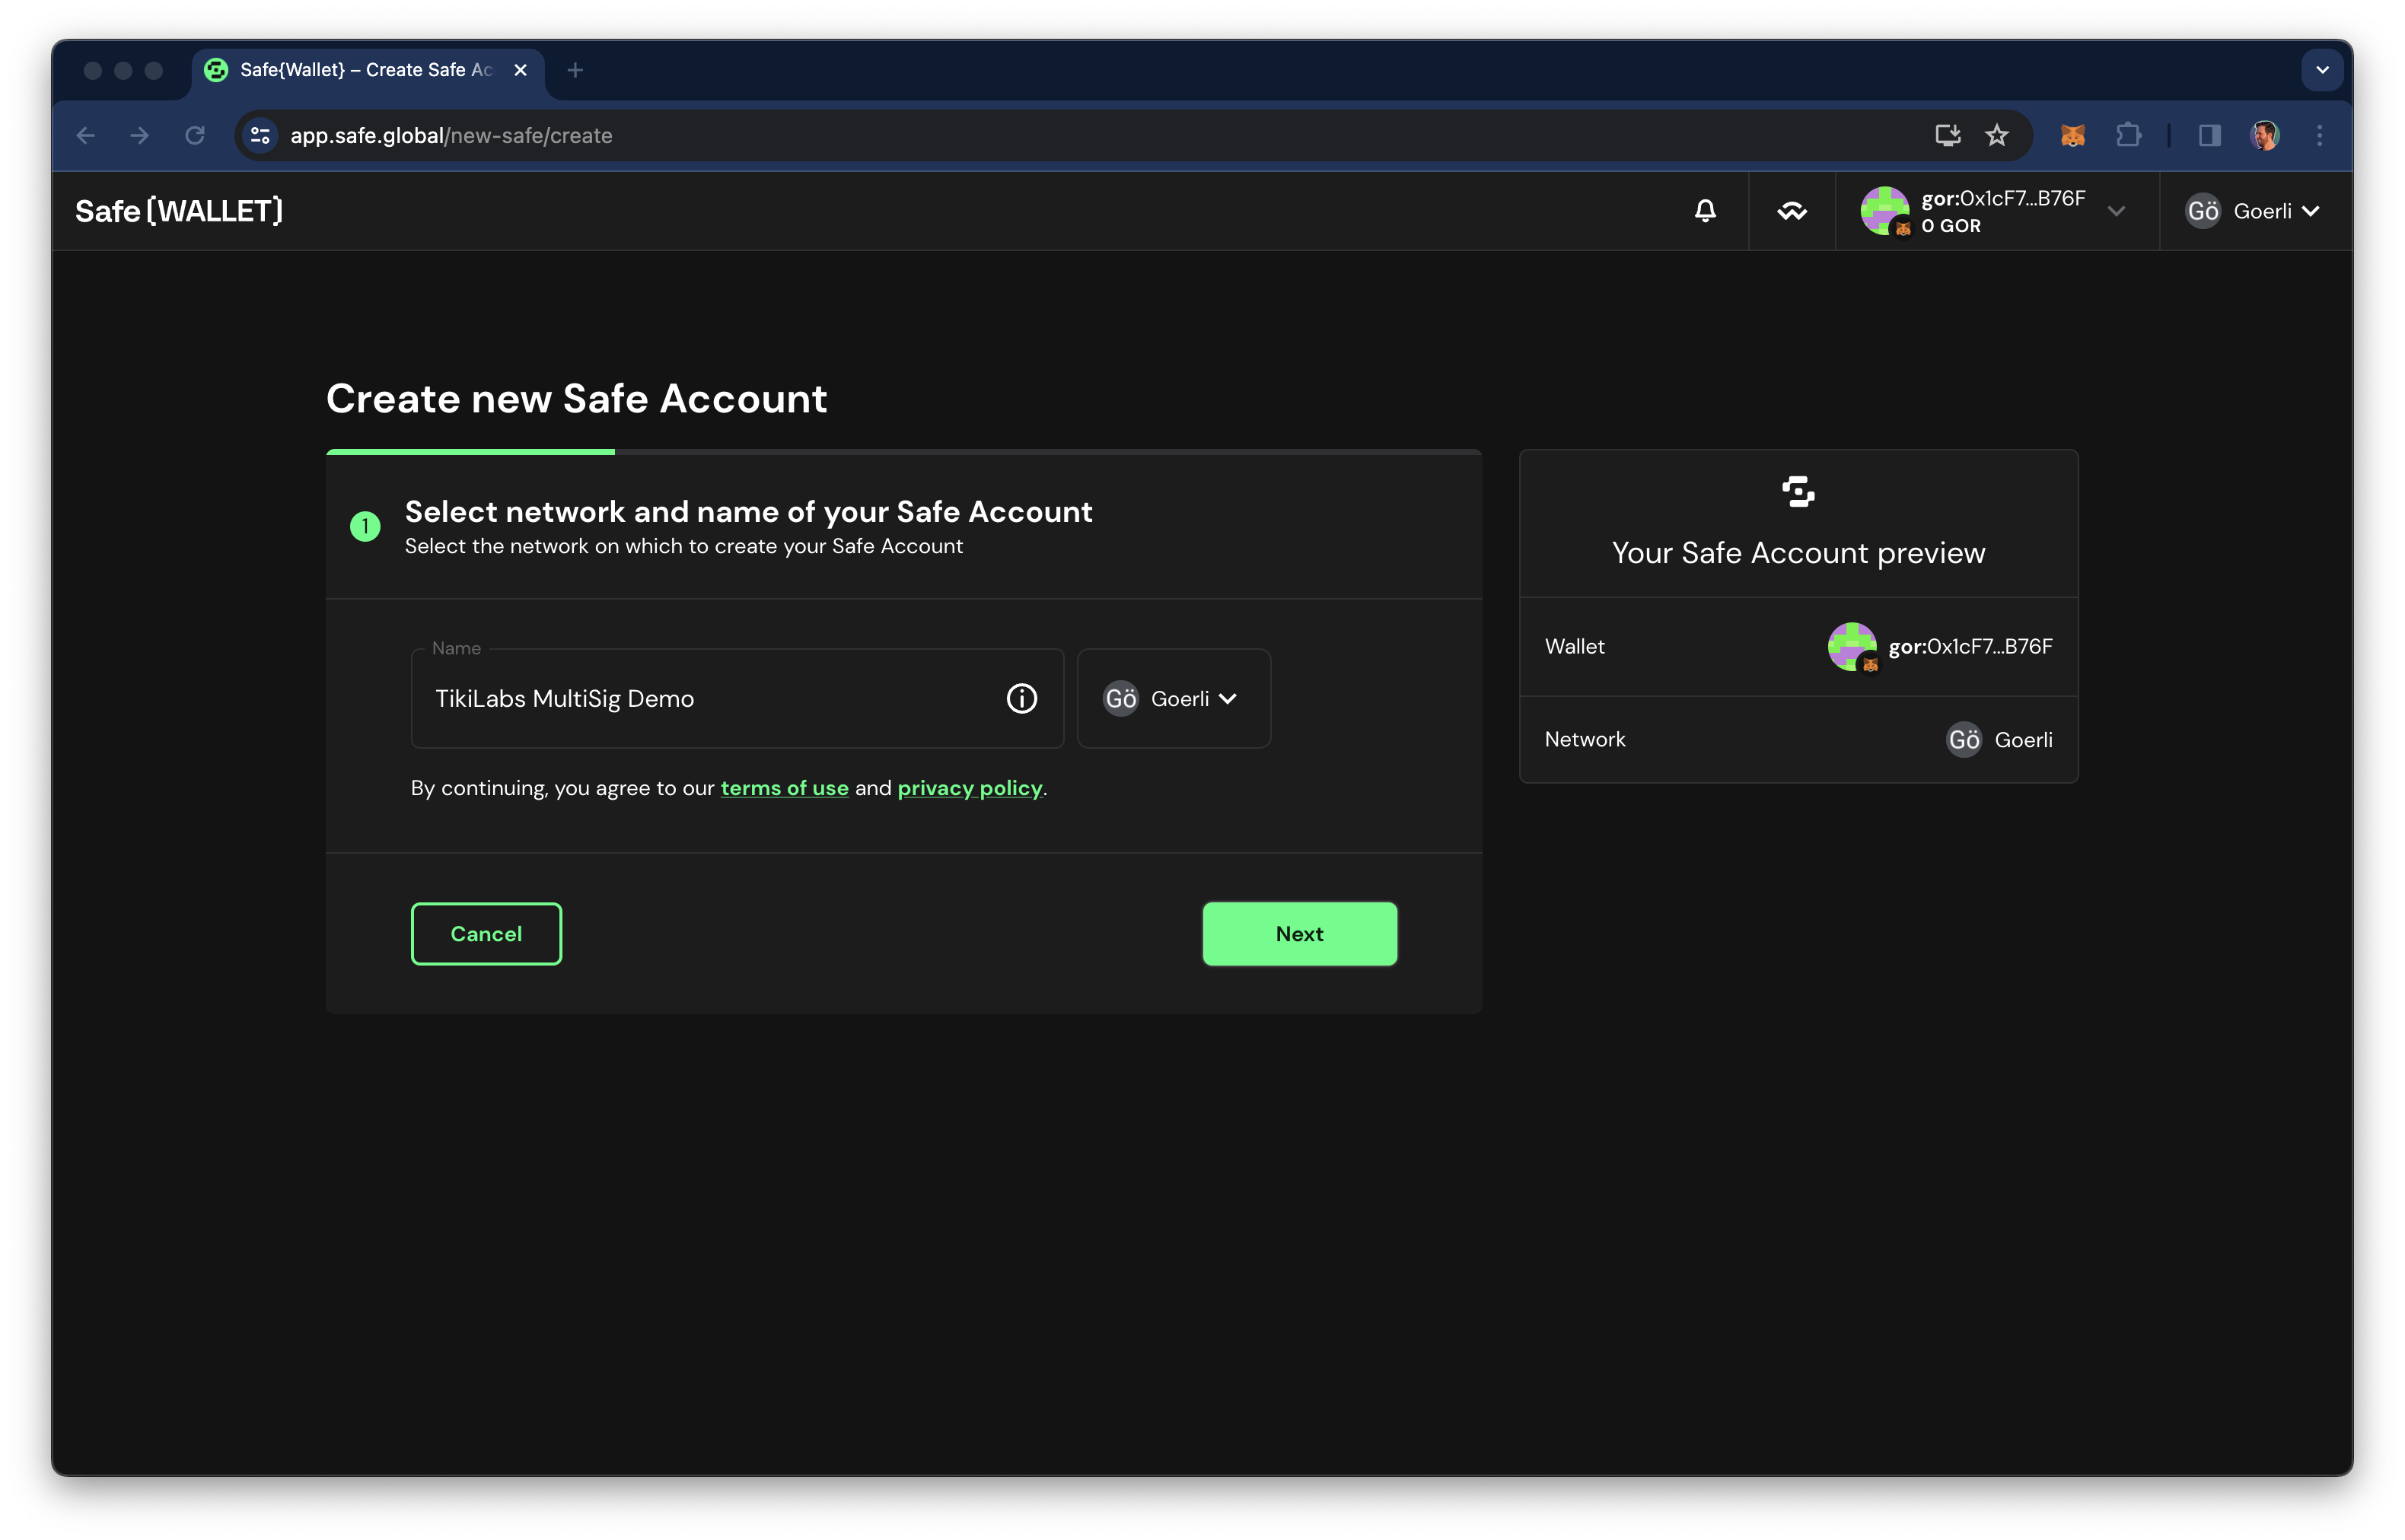 Safe{Wallet} – Create Safe Ac
app.safe.global/new-safe/create
Safe{WALLET}
gor:0x1cF7...B76F
0 GOR
Gö Goerli
Create new Safe Account
1
Select network and name of your Safe Account
Select the network on which to create your Safe Account
Name
TikiLabs MultiSig Demo
Gö Goerli
By continuing, you agree to our terms of use and privacy policy.
Cancel
Next
Your Safe Account preview
Wallet
gor:0x1cF7...B76F
Network
Gö Goerli